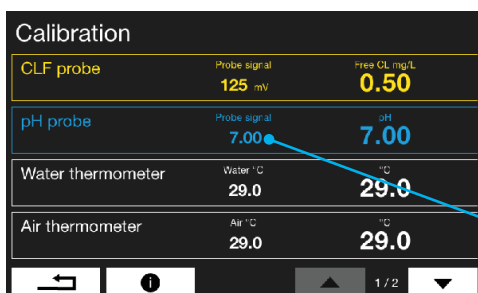 Calibration
CLF probe
Probe signal
125 mV
Free CL mg/L
0.50
pH probe
Probe signal
7.00
pH
7.00
Water thermometer
Water °C
29.0
°C
29.0
Air thermometer
Air °C
29.0
°C
29.0
1/2